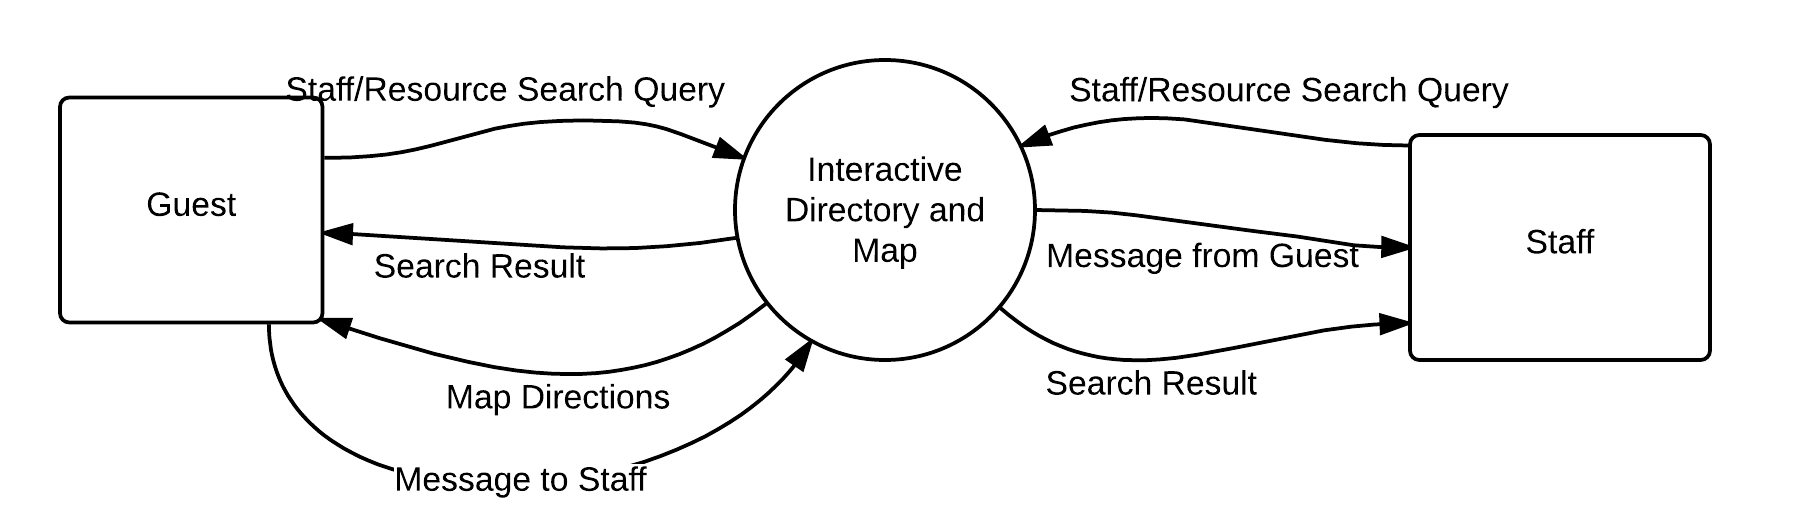 Staff/Resource Search Query
Staff/Resource Search Query
Guest
Interactive
Directory and
Map
Staff
Search Result
Message from Guest
Map Directions
Search Result
Message to Staff